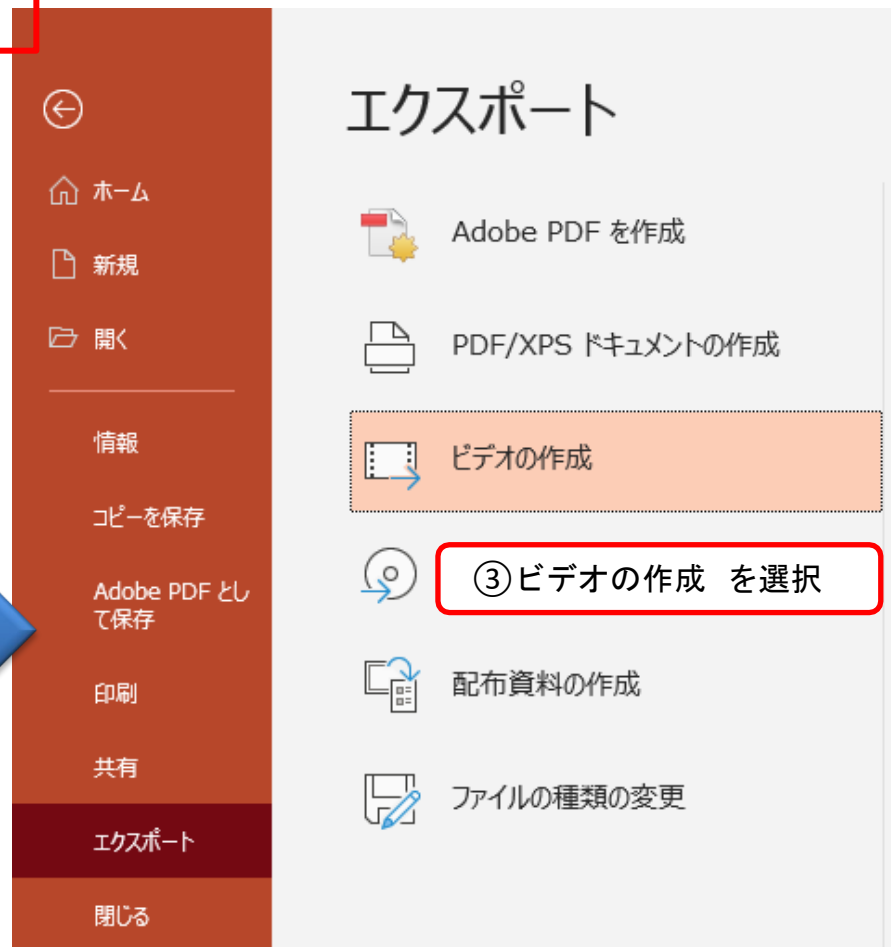 エクスポート
ホーム
新規
開く
情報
コピーを保存
Adobe PDF とし
て保存
印刷
共有
エクスポート
閉じる
Adobe PDF を作成
PDF/XPS ドキュメントの作成
ビデオの作成
③ビデオの作成 を選択
配布資料の作成
ファイルの種類の変更